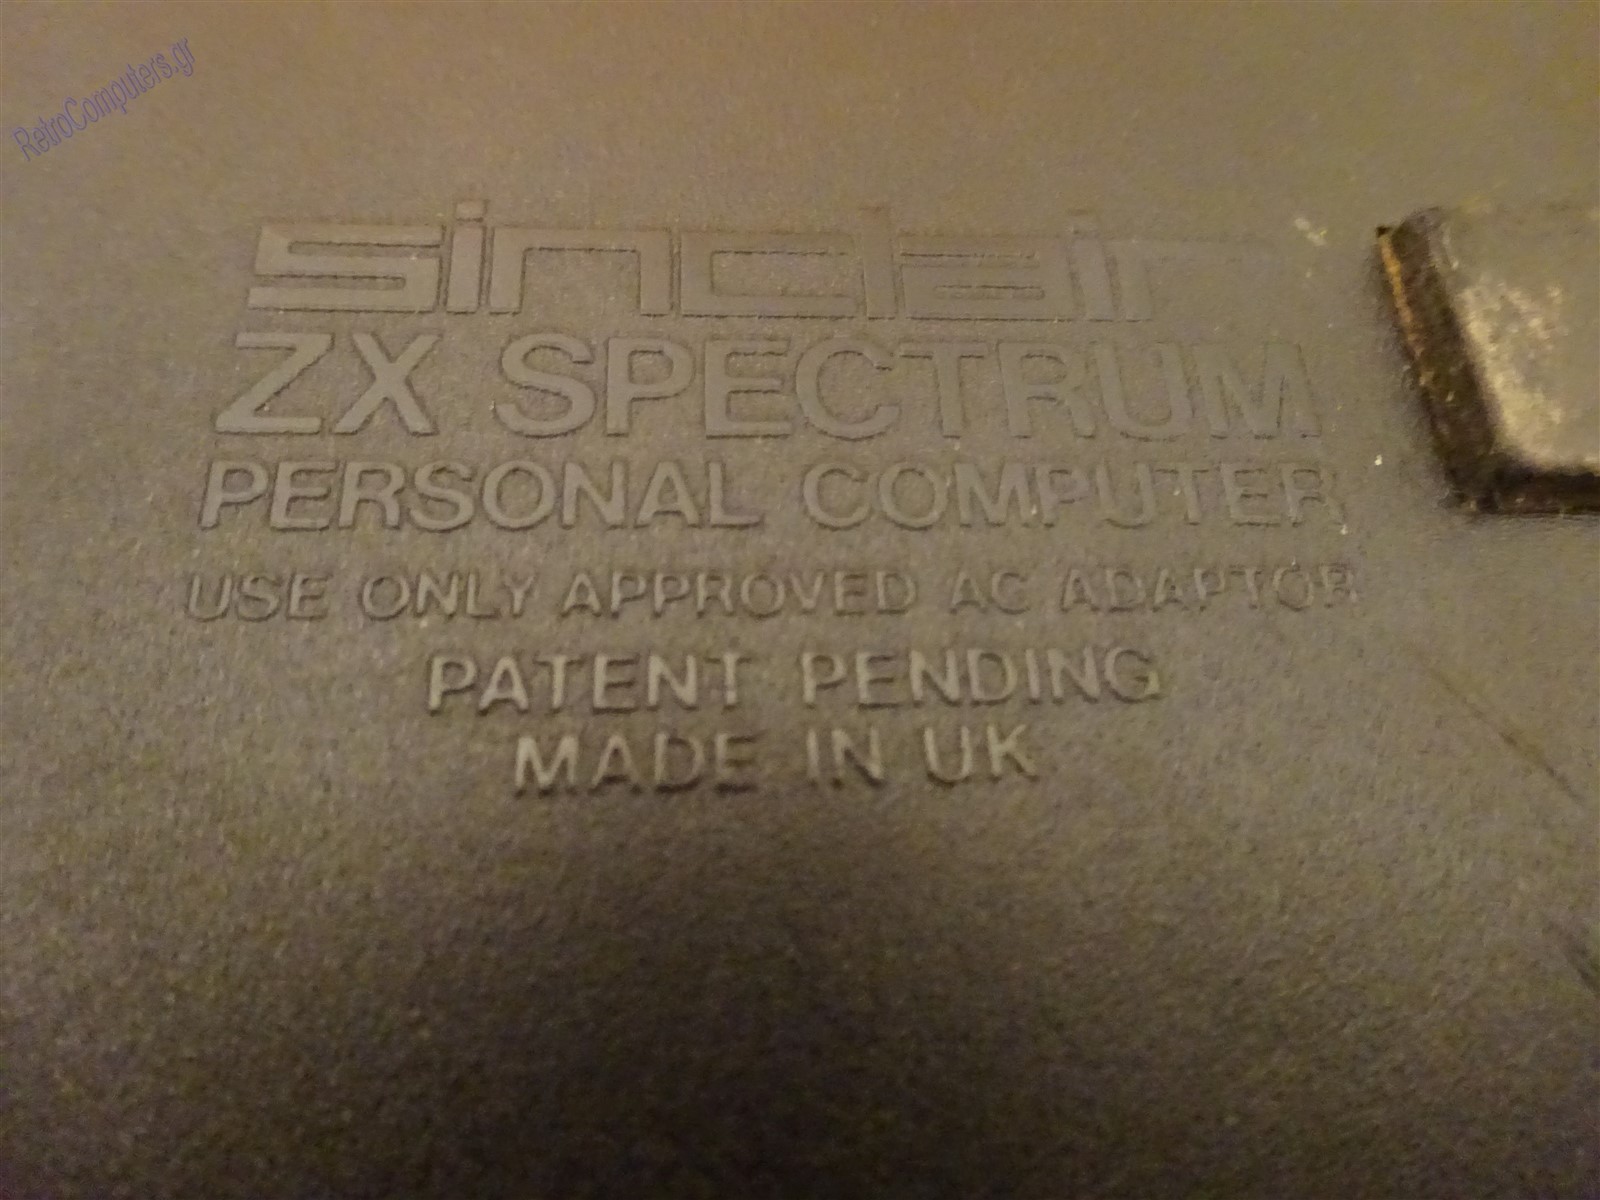 RetroComputers.gr
sinclair
ZX SPECTRUM
PERSONAL COMPUTER
USE ONLY APPROVED AC ADAPTOR
PATENT PENDING
MADE IN UK